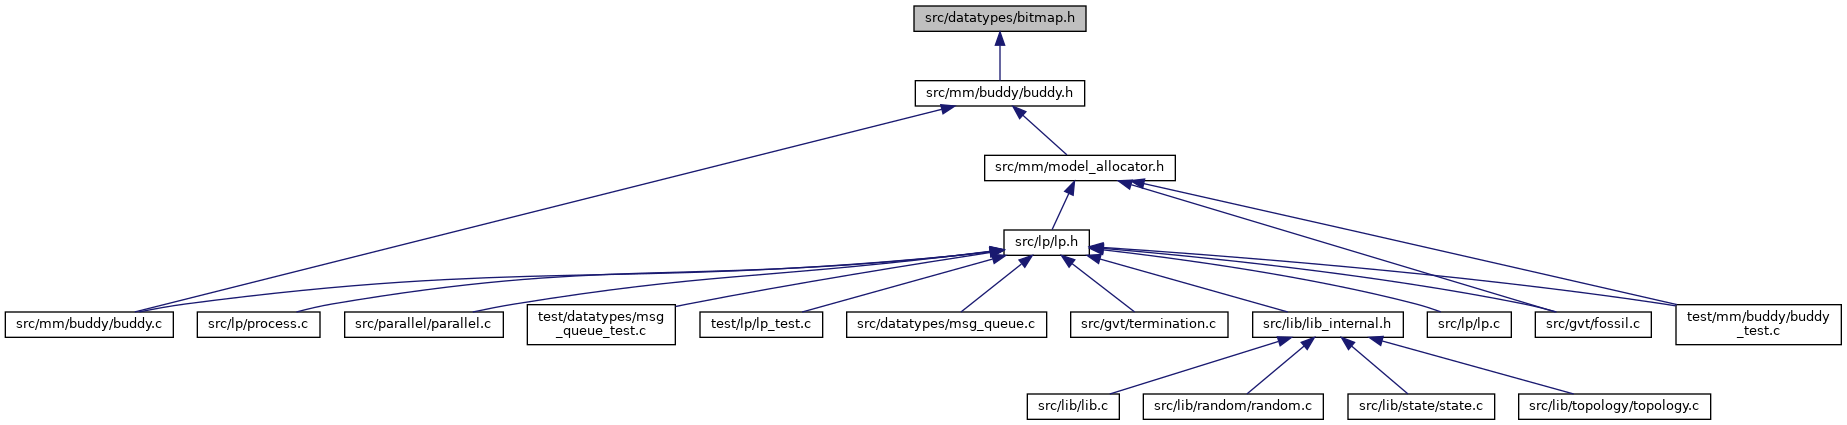 src/datatypes/bitmap.h
src/mm/buddy/buddy.h
src/mm/model_allocator.h
src/lp/lp.h
src/mm/buddy/buddy.c
src/lp/process.c
src/parallel/parallel.c
test/datatypes/msg
_queue_test.c
test/lp/lp_test.c
src/datatypes/msg_queue.c
src/gvt/termination.c
src/lib/lib_internal.h
src/lp/lp.c
src/gvt/fossil.c
test/mm/buddy/buddy
_test.c
src/lib/lib.c
src/lib/random/random.c
src/lib/state/state.c
src/lib/topology/topology.c